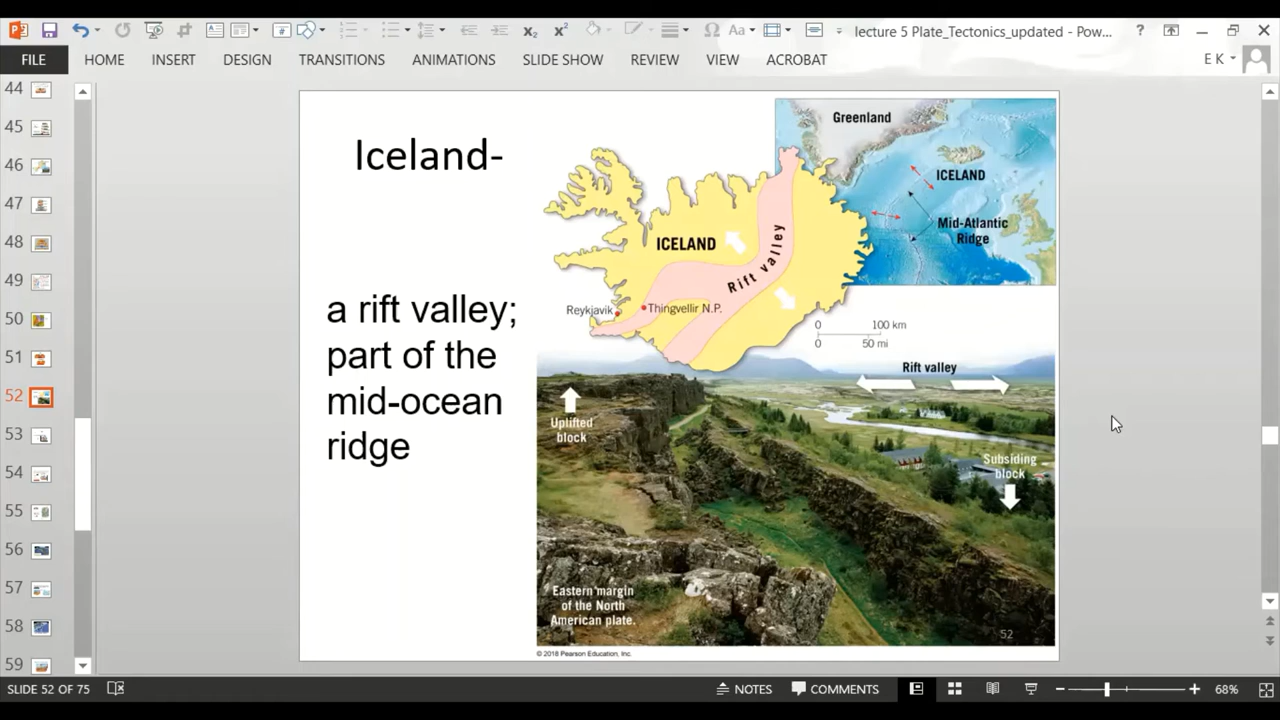 lecture 5 Plate_Tectonics_updated - Pow...
?
FILE
HOME
INSERT
DESIGN
TRANSITIONS
ANIMATIONS
SLIDE SHOW
REVIEW
VIEW
ACROBAT
E K
44
45
46
47
48
49
50
51
52
53
54
55
56
57
58
59
Iceland-
a rift valley;
part of the
mid-ocean
ridge
Greenland
ICELAND
Mid-Atlantic
Ridge
ICELAND
Rift valley
Reykjavik
Thingvellir N.P.
0 100 km
0 50 mi
Rift valley
Uplifted
block
Subsiding
block
Eastern margin
of the North
American plate.
52
© 2018 Pearson Education, Inc.
SLIDE 52 OF 75
NOTES
COMMENTS
68%